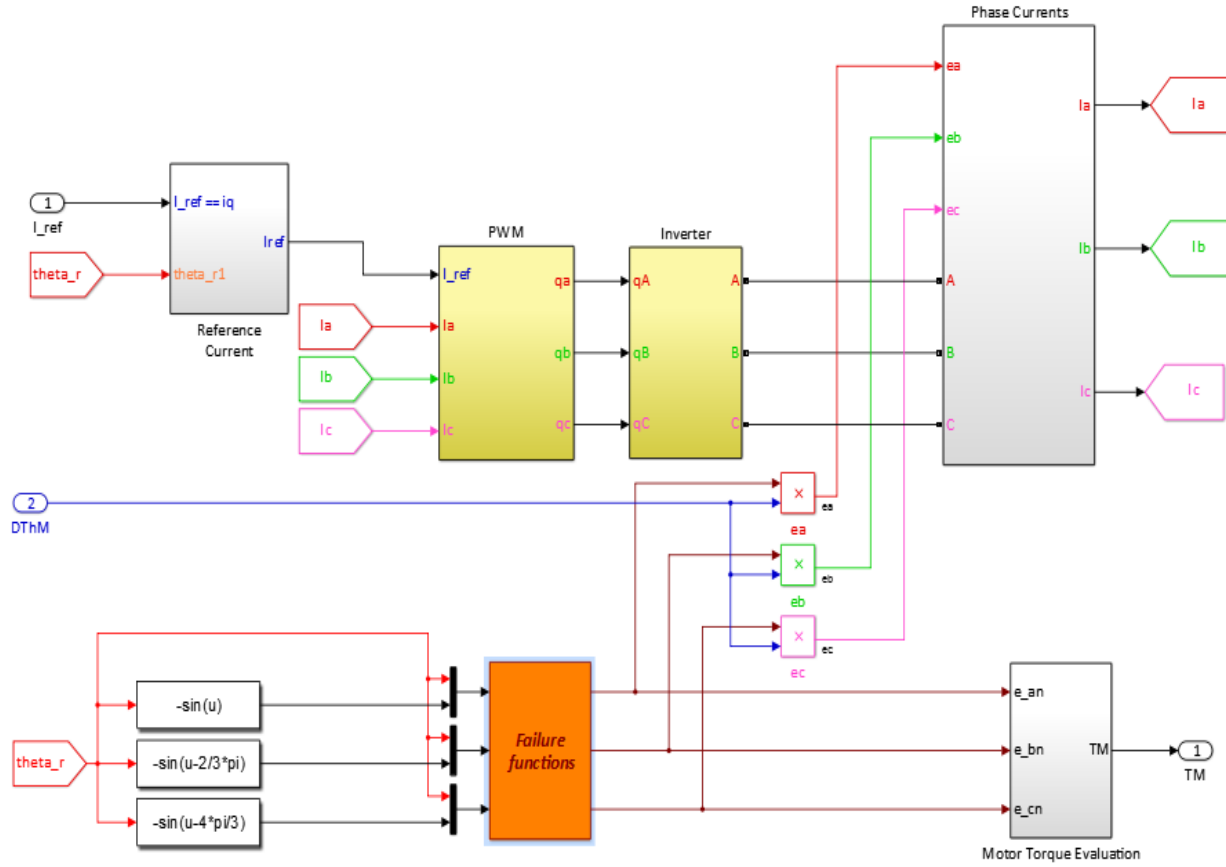 Phase Currents
ea
Ia
Ia
eb
1
I_ref
I_ref == iq
ec
PWM
Inverter
Iref
Ib
Ib
theta_r
theta_r1
I_ref
qa
qA
A
A
Reference
Current
Ia
Ia
qb
qB
B
B
Ib
Ib
Ic
Ic
Ic
Ic
qc
qC
C
C
×
ea
2
DThM
ea
×
eb
eb
×
ec
ec
-sin(u)
e_an
theta_r
-sin(u-2/3*pi)
Failure
functions
e_bn
TM
1
TM
-sin(u-4*pi/3)
e_cn
Motor Torque Evaluation